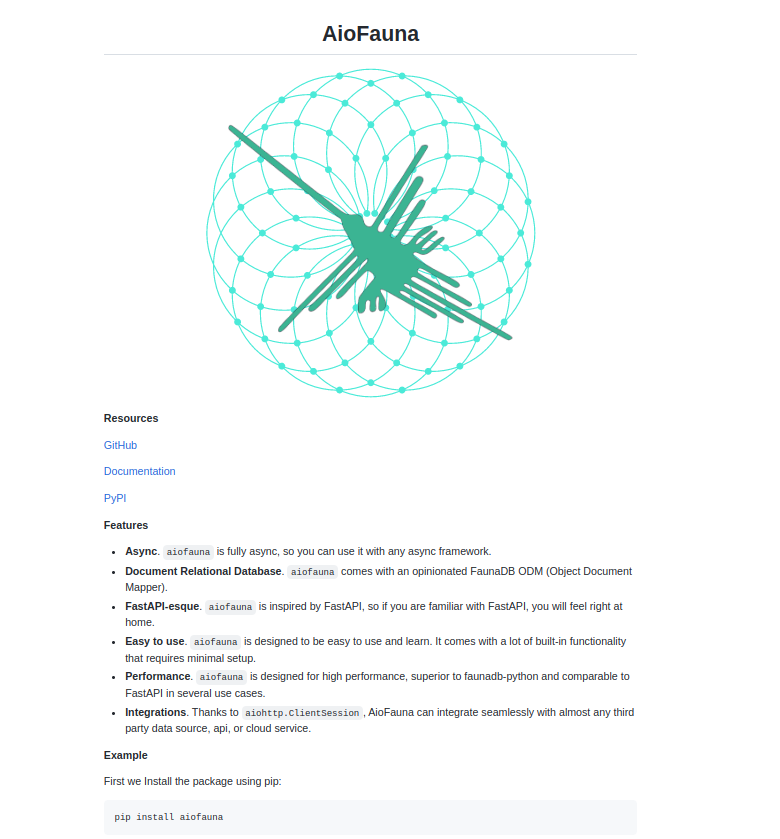 AioFauna
Resources
GitHub
Documentation
PyPI
Features
Async. aiofauna is fully async, so you can use it with any async framework.
Document Relational Database. aiofauna comes with an opinionated FaunaDB ODM (Object Document
Mapper).
FastAPI-esque. aiofauna is inspired by FastAPI, so if you are familiar with FastAPI, you will feel right at
home.
Easy to use. aiofauna is designed to be easy to use and learn. It comes with a lot of built-in functionality
that requires minimal setup.
Performance. aiofauna is designed for high performance, superior to faunadb-python and comparable to
FastAPI in several use cases.
Integrations. Thanks to aiohttp.ClientSession, AioFauna can integrate seamlessly with almost any third
party data source, api, or cloud service.
Example
First we Install the package using pip:
pip install aiofauna